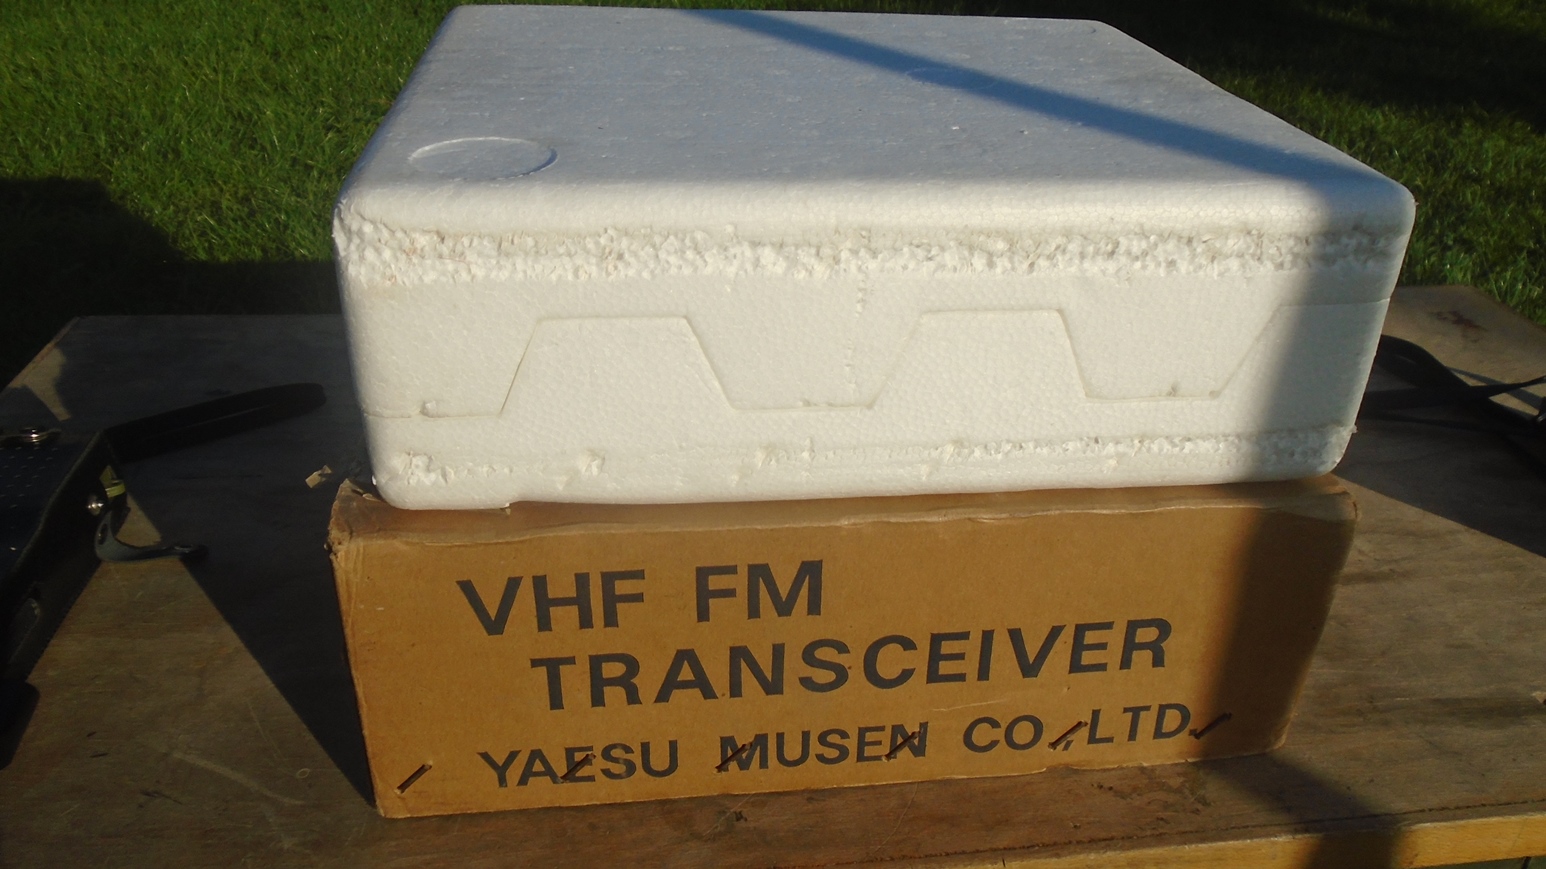 VHF FM
TRANSCEIVER
YAESU MUSEN CO., LTD.